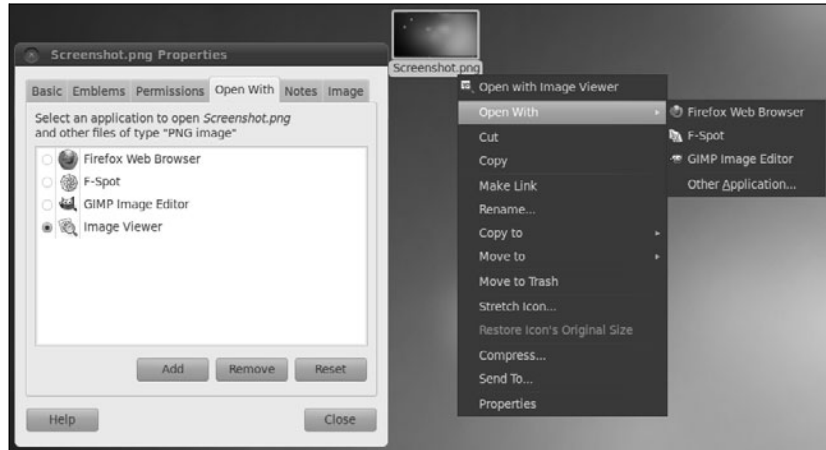 Screenshot.png Properties
Basic Emblems Permissions Open With Notes Image
Select an application to open Screenshot.png
and other files of type "PNG image"
Firefox Web Browser
F-Spot
GIMP Image Editor
Image Viewer
Add Remove Reset
Help Close
Screenshot.png
Open with Image Viewer
Open With
Cut
Copy
Make Link
Rename...
Copy to
Move to
Move to Trash
Stretch Icon...
Restore Icon's Original Size
Compress...
Send To...
Properties
Firefox Web Browser
F-Spot
GIMP Image Editor
Other Application...